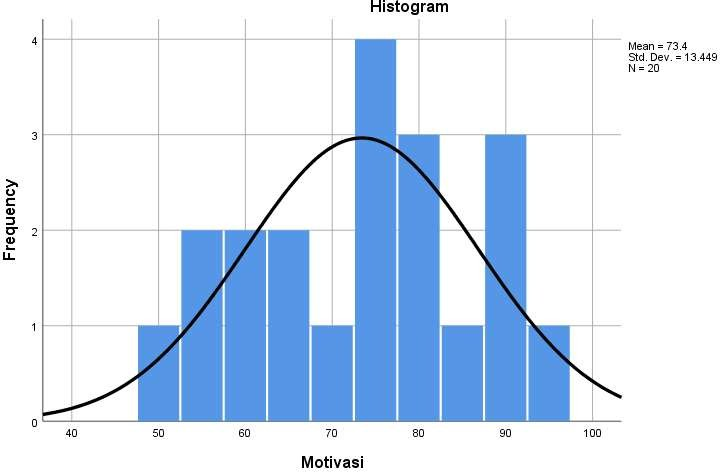 Histogram
Mean = 73.4
Std. Dev. = 13.449
N = 20
Frequency
4
3
2
1
0
40 50 60 70 80 90 100
Motivasi